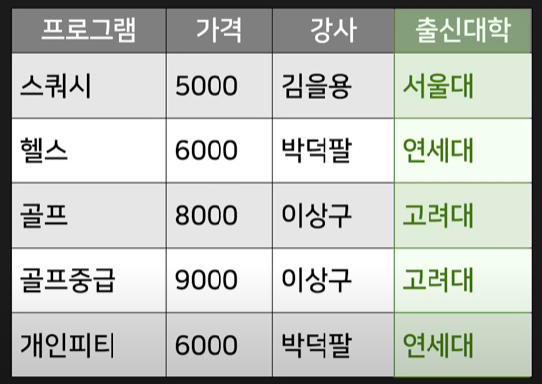 프로그램 가격 강사 출신대학
스쿼시 5000 김을용 서울대
헬스 6000 박덕팔 연세대
골프 8000 이상구 고려대
골프중급 9000 이상구 고려대
개인피티 6000 박덕팔 연세대